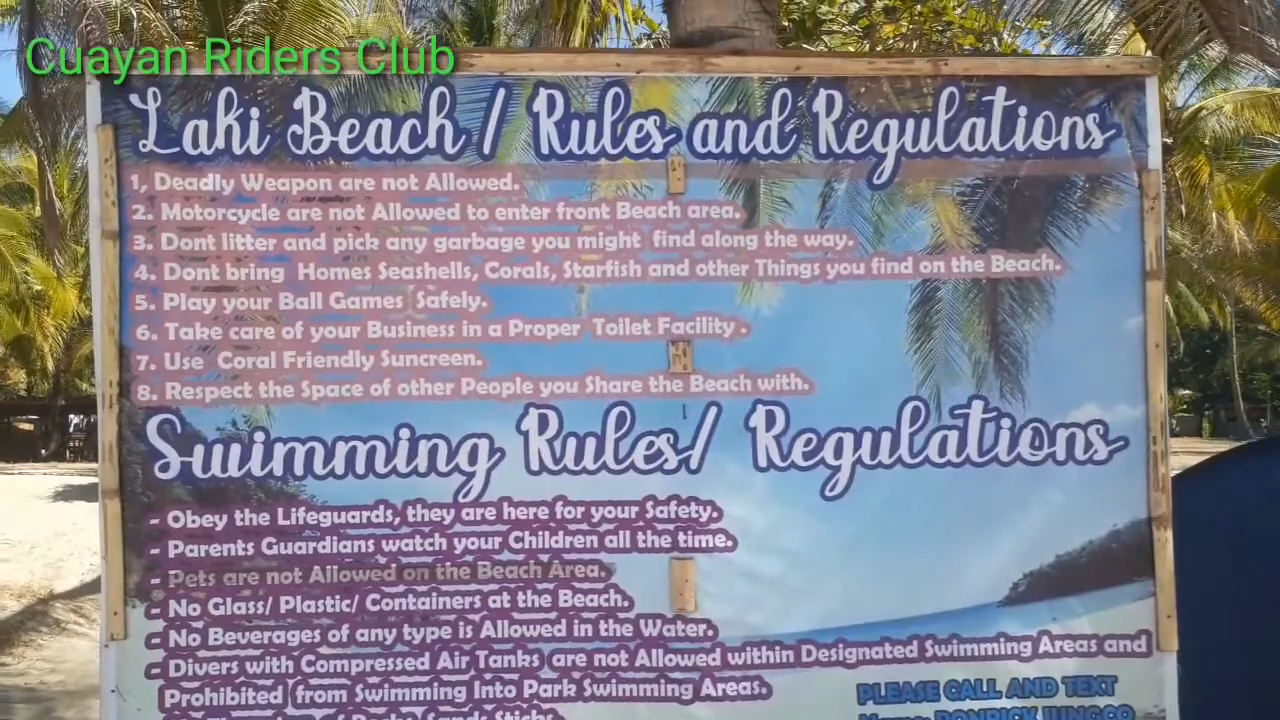 Cuayan Riders Club
Laki Beach / Rules and Regulations
1, Deadly Weapon are not Allowed.
2. Motorcycle are not Allowed to enter front Beach area.
3. Dont litter and pick any garbage you might find along the way.
4. Dont bring Homes Seashells, Corals, Starfish and other Things you find on the Beach.
5. Play your Ball Games Safely.
6. Take care of your Business in a Proper Toilet Facility .
7. Use Coral Friendly Suncreen.
8. Respect the Space of other People you Share the Beach with.
Swimming Rules/ Regulations
- Obey the Lifeguards, they are here for your Safety.
- Parents Guardians watch your Children all the time.
- Pets are not Allowed on the Beach Area.
- No Glass/ Plastic/ Containers at the Beach.
- No Beverages of any type is Allowed in the Water.
- Divers with Compressed Air Tanks are not Allowed within Designated Swimming Areas and
Prohibited from Swimming Into Park Swimming Areas.
PLEASE CALL AND TEXT